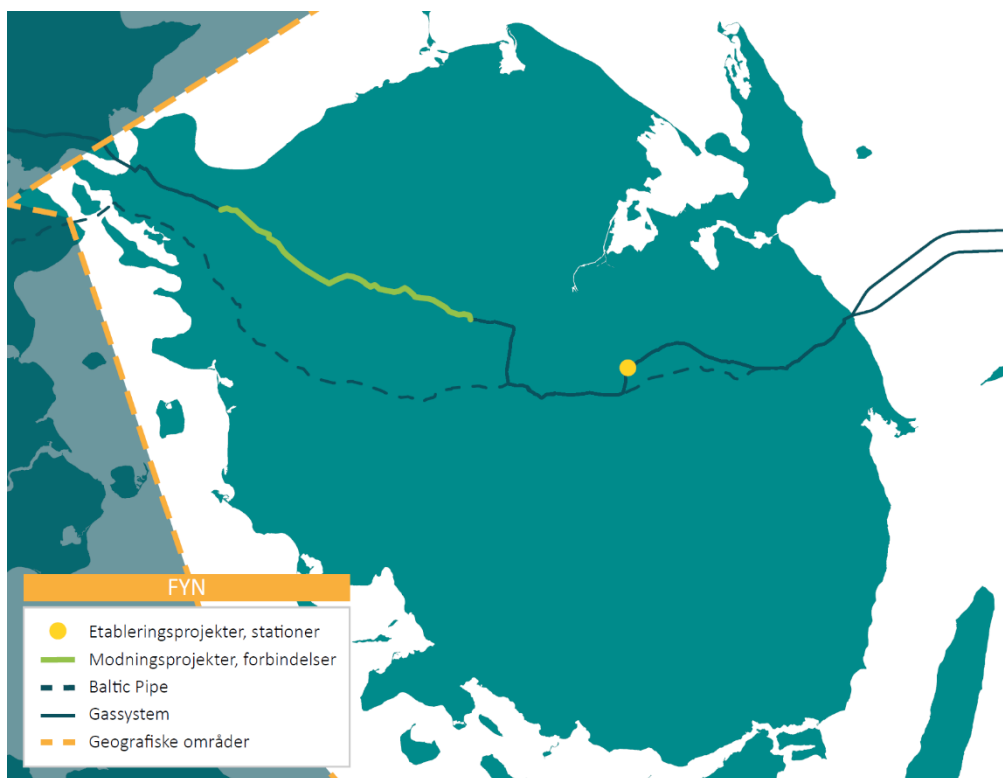 FYN
Etableringsprojekter, stationer
Modningsprojekter, forbindelser
Baltic Pipe
Gassystem
Geografiske områder